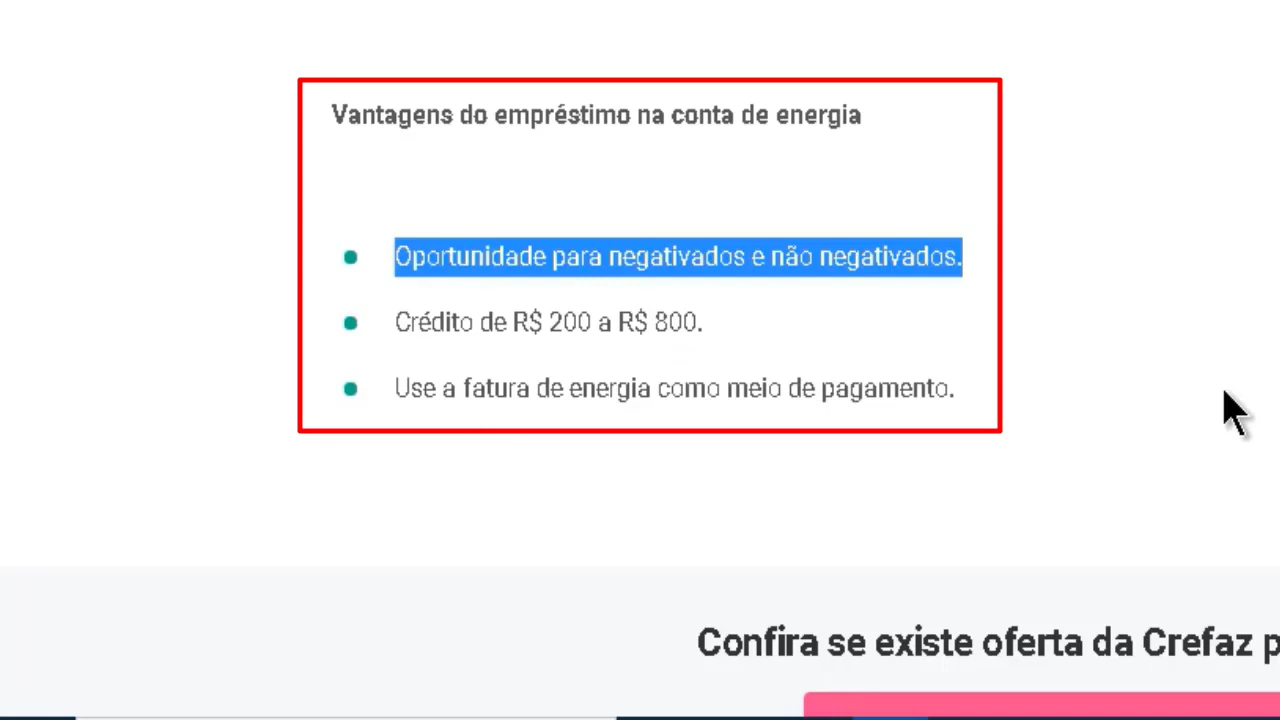 Vantagens do empréstimo na conta de energia
Oportunidade para negativados e não negativados.
Crédito de R$ 200 a R$ 800.
Use a fatura de energia como meio de pagamento.
Confira se existe oferta da Crefaz p